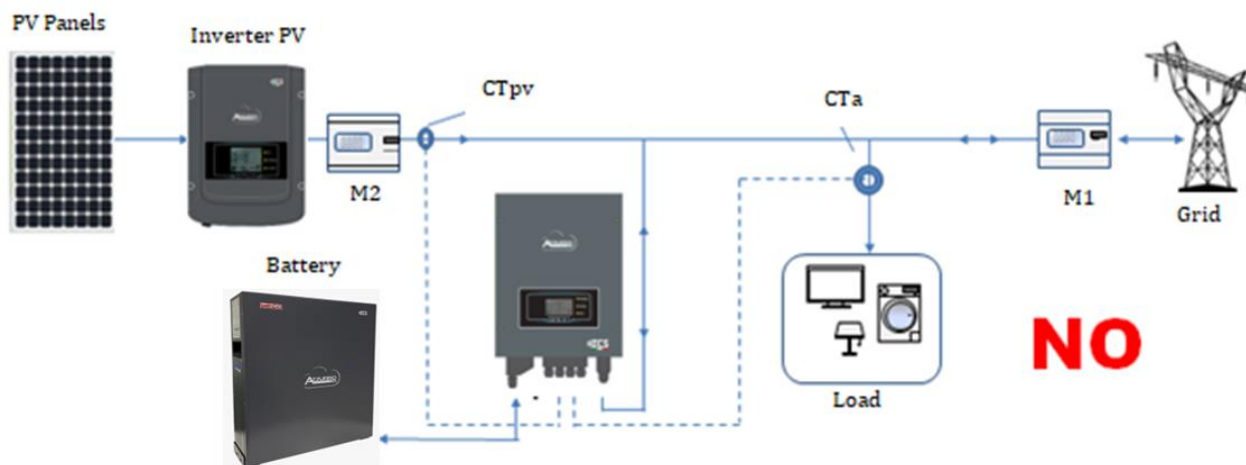 PV Panels
Inverter PV
CTpv
CTa
M2
M1
Grid
Battery
Load
NO